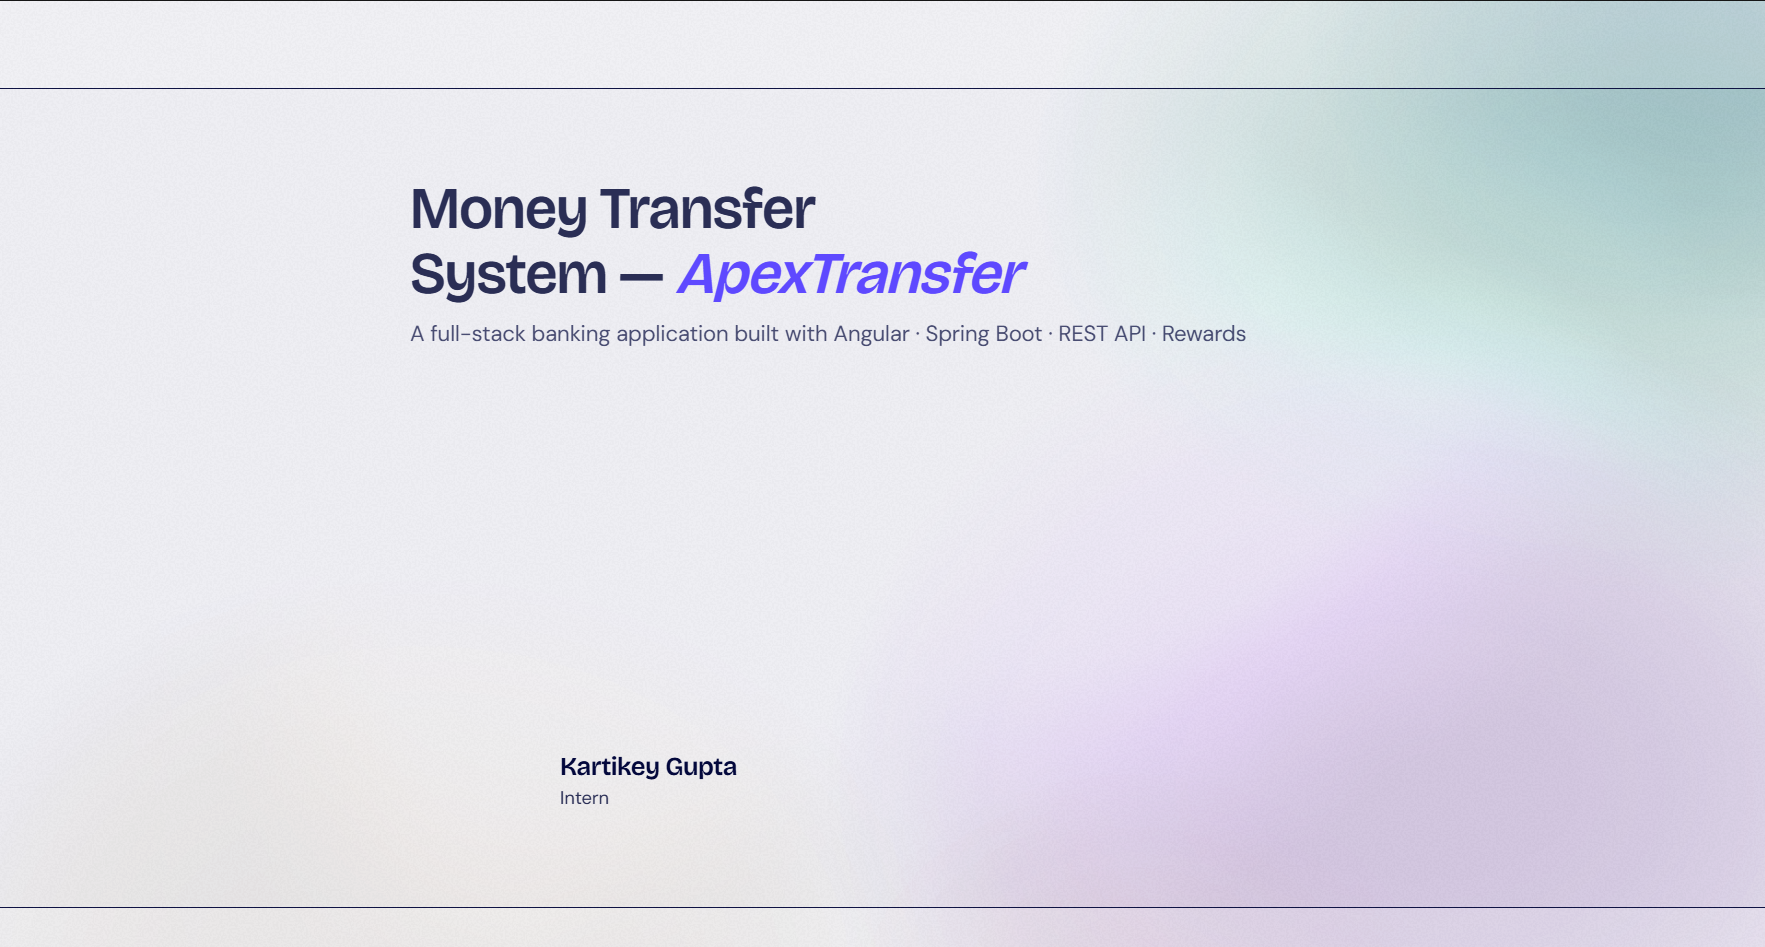 Money Transfer
System — ApexTransfer
A full-stack banking application built with Angular · Spring Boot · REST API · Rewards
Kartikey Gupta
Intern